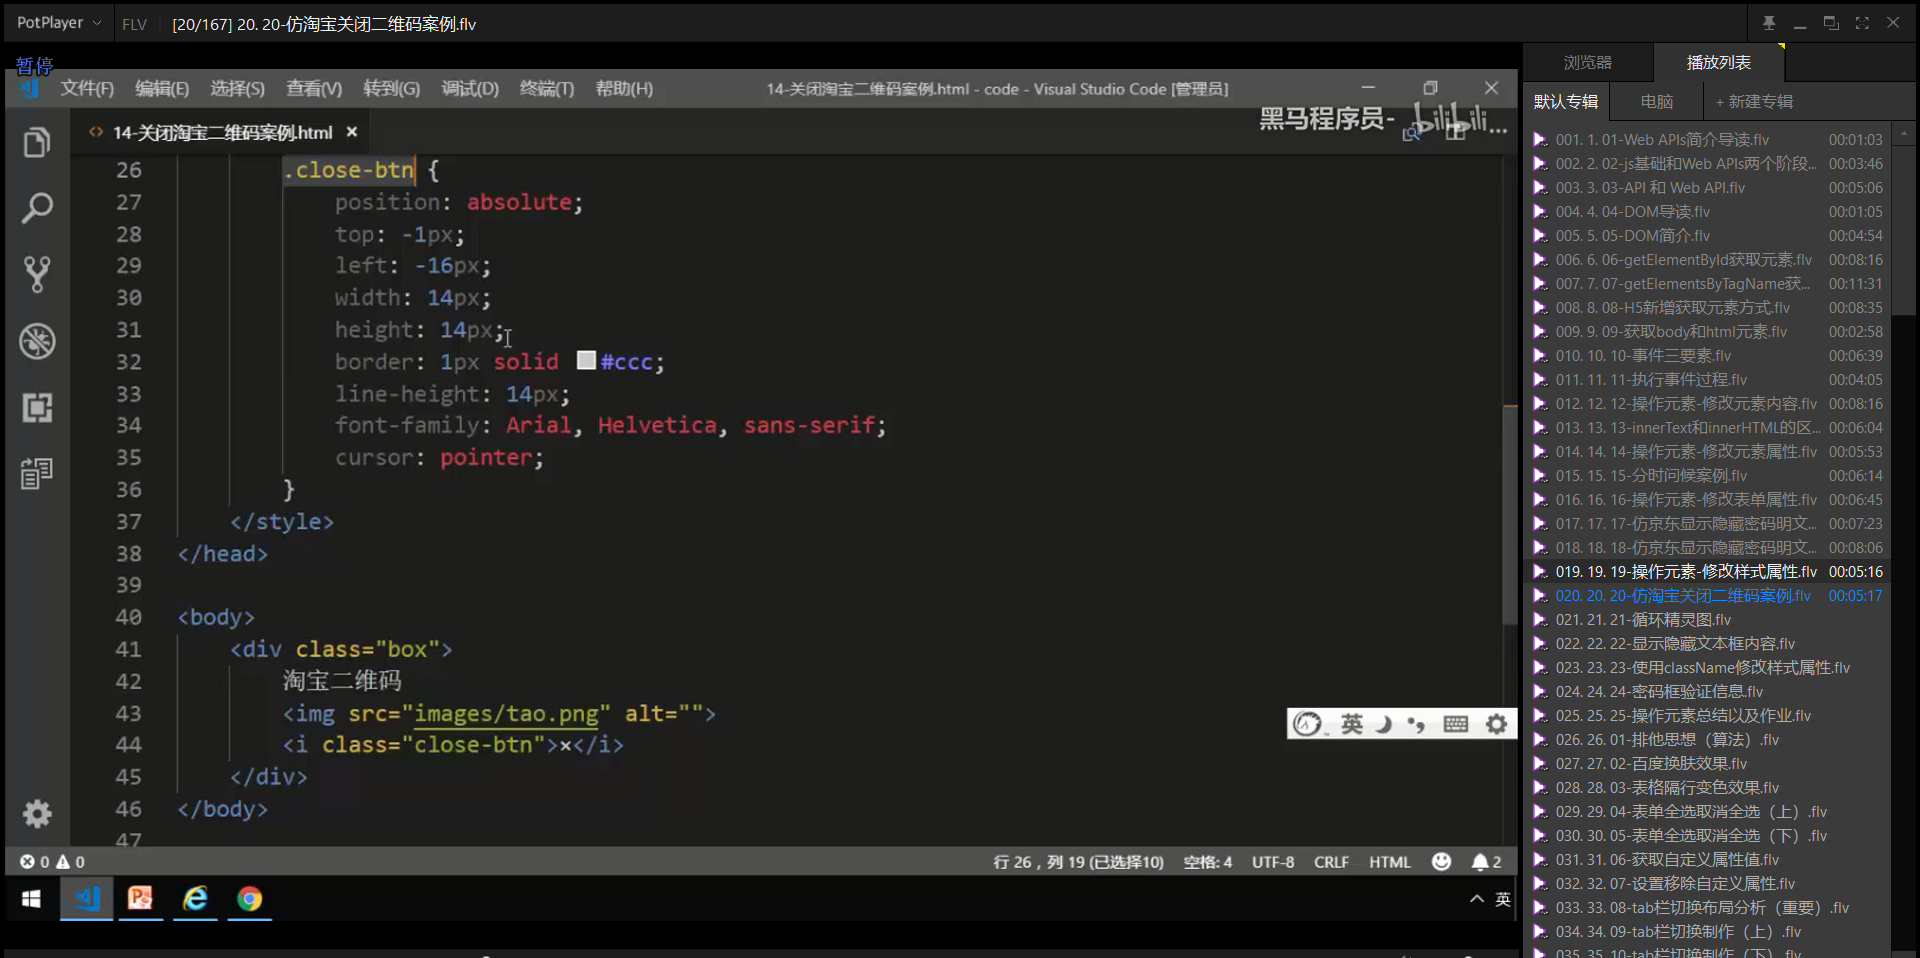 PotPlayer
FLV
[20/167] 20. 20-仿淘宝关闭二维码案例.flv
暂停
文件(F) 编辑(E) 选择(S) 查看(V) 转到(G) 调试(D) 终端(T) 帮助(H)
14-关闭淘宝二维码案例.html - code - Visual Studio Code [管理员]
14-关闭淘宝二维码案例.html ×
黑马程序员-
bilibili
26 .close-btn {
27 position: absolute;
28 top: -1px;
29 left: -16px;
30 width: 14px;
31 height: 14px;
32 border: 1px solid #ccc;
33 line-height: 14px;
34 font-family: Arial, Helvetica, sans-serif;
35 cursor: pointer;
36 }
37 </style>
38 </head>
39
40 <body>
41 <div class="box">
42 淘宝二维码
43 <img src="images/tao.png" alt="">
44 <i class="close-btn">×</i>
45 </div>
46 </body>
47
英
0 0
行 26，列 19 (已选择10) 空格: 4 UTF-8 CRLF HTML 2
英
浏览器 播放列表
默认专辑 电脑 + 新建专辑
001. 1. 01-Web APIs简介导读.flv 00:01:03
002. 2. 02-js基础和Web APIs两个阶段... 00:03:46
003. 3. 03-API 和 Web API.flv 00:05:06
004. 4. 04-DOM导读.flv 00:01:05
005. 5. 05-DOM简介.flv 00:04:54
006. 6. 06-getElementById获取元素.flv 00:08:16
007. 7. 07-getElementsByTagName获... 00:11:31
008. 8. 08-H5新增获取元素方式.flv 00:08:35
009. 9. 09-获取body和html元素.flv 00:02:58
010. 10. 10-事件三要素.flv 00:06:39
011. 11. 11-执行事件过程.flv 00:04:05
012. 12. 12-操作元素-修改元素内容.flv 00:08:16
013. 13. 13-innerText和innerHTML的区... 00:06:04
014. 14. 14-操作元素-修改元素属性.flv 00:05:53
015. 15. 15-分时问候案例.flv 00:06:14
016. 16. 16-操作元素-修改表单属性.flv 00:06:45
017. 17. 17-仿京东显示隐藏密码明文... 00:07:23
018. 18. 18-仿京东显示隐藏密码明文... 00:08:06
019. 19. 19-操作元素-修改样式属性.flv 00:05:16
020. 20. 20-仿淘宝关闭二维码案例.flv 00:05:17
021. 21. 21-循环精灵图.flv
022. 22. 22-显示隐藏文本框内容.flv
023. 23. 23-使用className修改样式属性.flv
024. 24. 24-密码框验证信息.flv
025. 25. 25-操作元素总结以及作业.flv
026. 26. 01-排他思想（算法）.flv
027. 27. 02-百度换肤效果.flv
028. 28. 03-表格隔行变色效果.flv
029. 29. 04-表单全选取消全选（上）.flv
030. 30. 05-表单全选取消全选（下）.flv
031. 31. 06-获取自定义属性值.flv
032. 32. 07-设置移除自定义属性.flv
033. 33. 08-tab栏切换布局分析（重要）.flv
034. 34. 09-tab栏切换制作（上）.flv
035. 35. 10-tab栏切换制作（下）.flv